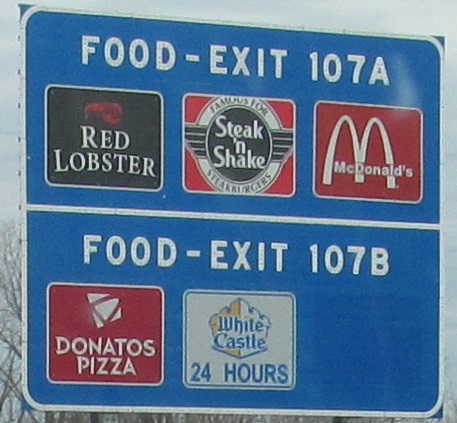 FOOD - EXIT 107A
RED
LOBSTER
FAMOUS FOR
Steak
'n
Shake
STEAKBURGERS
McDonald's
FOOD - EXIT 107B
DONATOS
PIZZA
White
Castle
24 HOURS